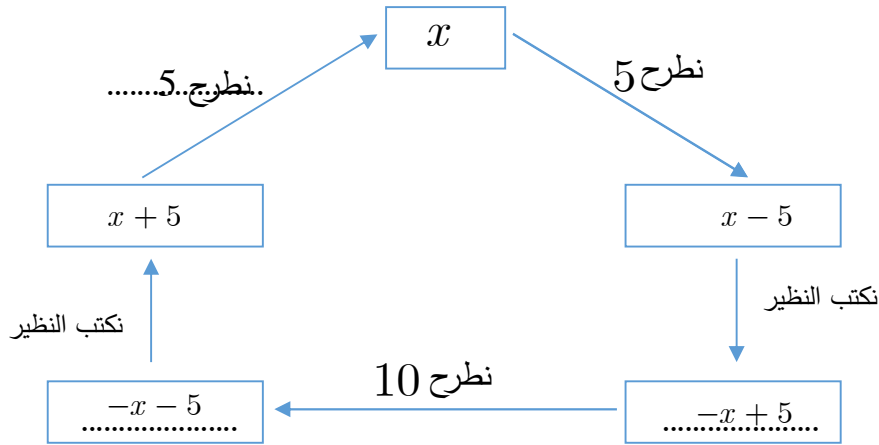 x
نطرح 5
نطرح 5
x + 5
x − 5
نكتب النظير
نكتب النظير
نطرح 10
−x − 5
−x + 5